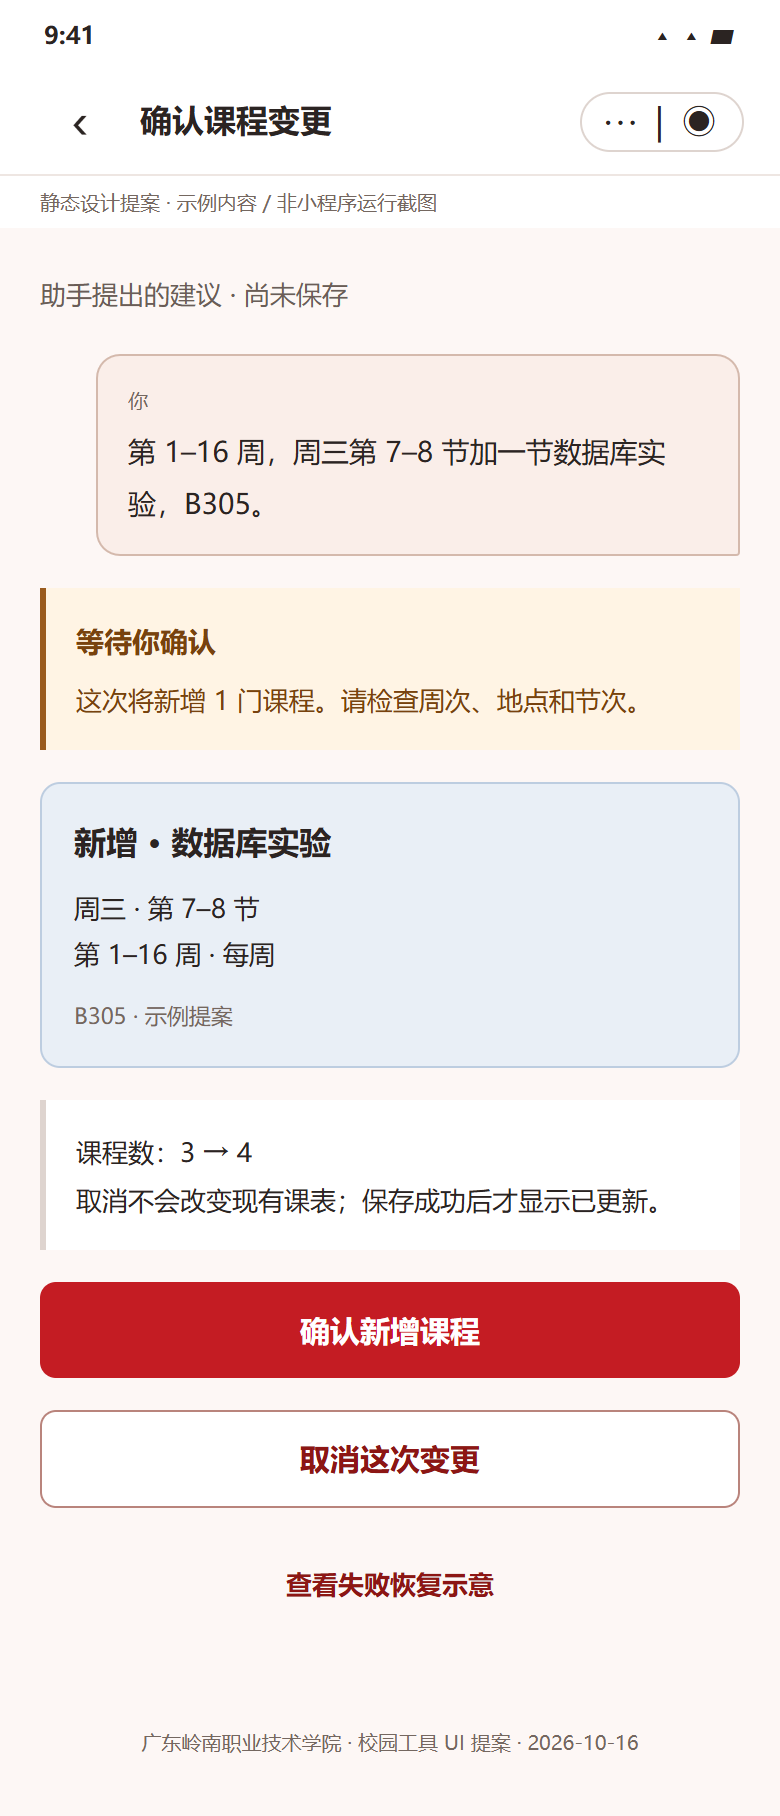 9:41
确认课程变更
静态设计提案 · 示例内容 / 非小程序运行截图
助手提出的建议 · 尚未保存
你
第 1–16 周，周三第 7–8 节加一节数据库实
验，B305。
等待你确认
这次将新增 1 门课程。请检查周次、地点和节次。
新增 · 数据库实验
周三 · 第 7–8 节
第 1–16 周 · 每周
B305 · 示例提案
课程数：3 → 4
取消不会改变现有课表；保存成功后才显示已更新。
确认新增课程
取消这次变更
查看失败恢复示意
广东岭南职业技术学院 · 校园工具 UI 提案 · 2026-10-16